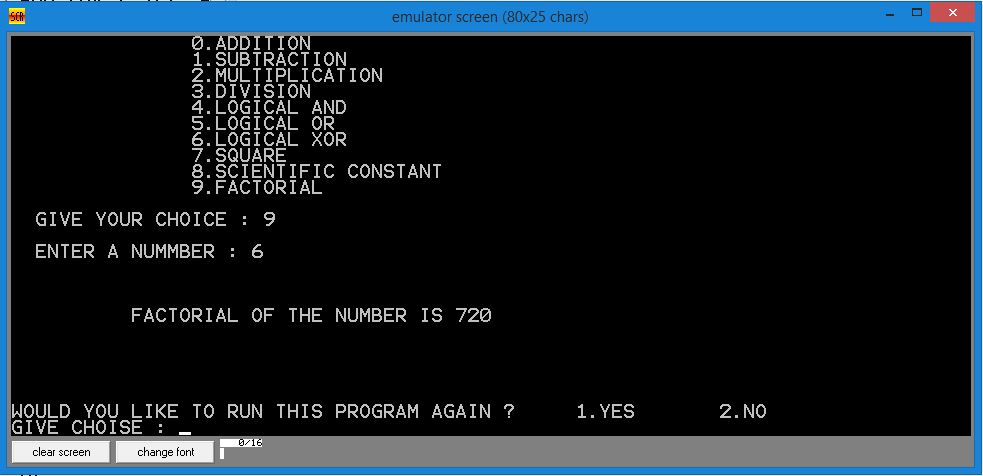 SCR emulator screen (80x25 chars)
0.ADDITION
1.SUBTRACTION
2.MULTIPLICATION
3.DIVISION
4.LOGICAL AND
5.LOGICAL OR
6.LOGICAL XOR
7.SQUARE
8.SCIENTIFIC CONSTANT
9.FACTORIAL
GIVE YOUR CHOICE : 9
ENTER A NUMMBER : 6
FACTORIAL OF THE NUMBER IS 720
WOULD YOU LIKE TO RUN THIS PROGRAM AGAIN ? 1.YES 2.NO
GIVE CHOISE : _
clear screen change font 0/16